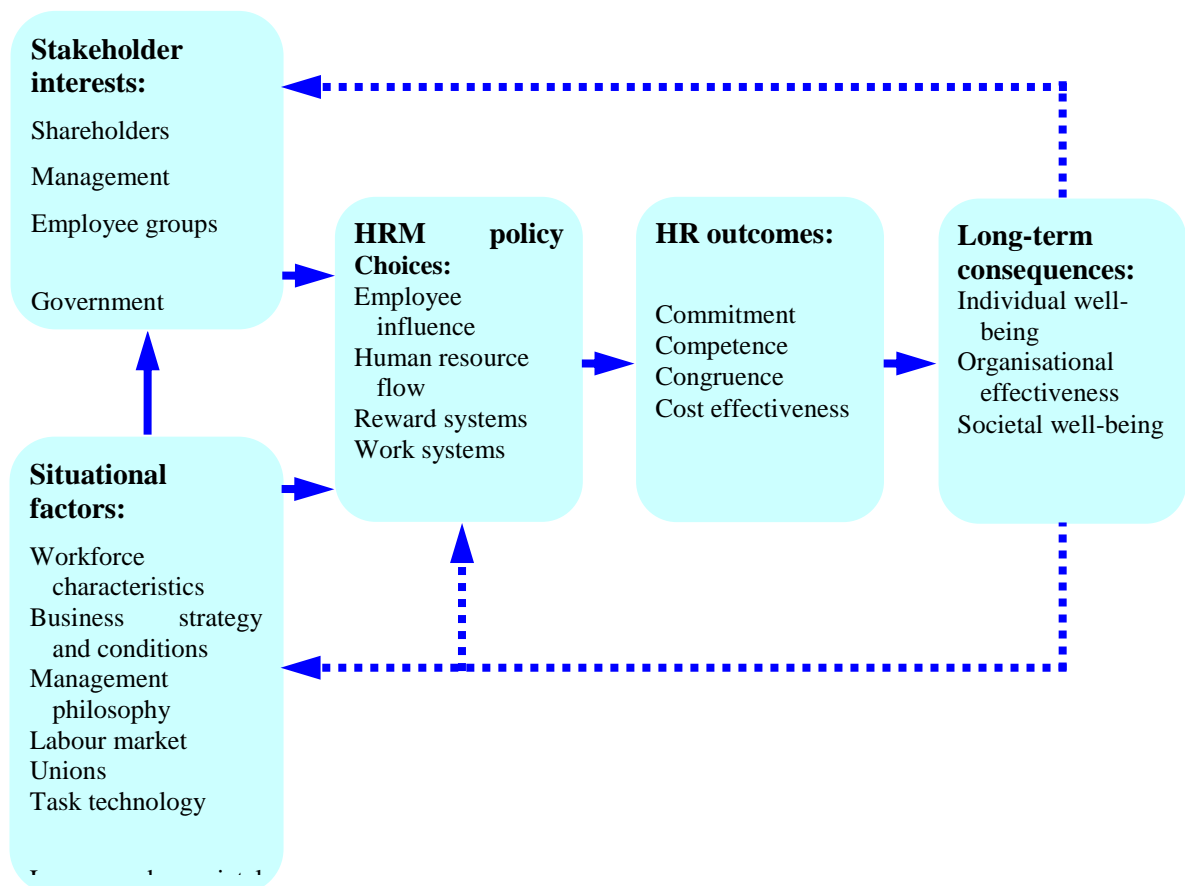 Stakeholder
interests:
Shareholders
Management
Employee groups
Government
HRM policy
Choices:
Employee
influence
Human resource
flow
Reward systems
Work systems
HR outcomes:
Commitment
Competence
Congruence
Cost effectiveness
Long-term
consequences:
Individual well-
being
Organisational
effectiveness
Societal well-being
Situational
factors:
Workforce
characteristics
Business strategy
and conditions
Management
philosophy
Labour market
Unions
Task technology